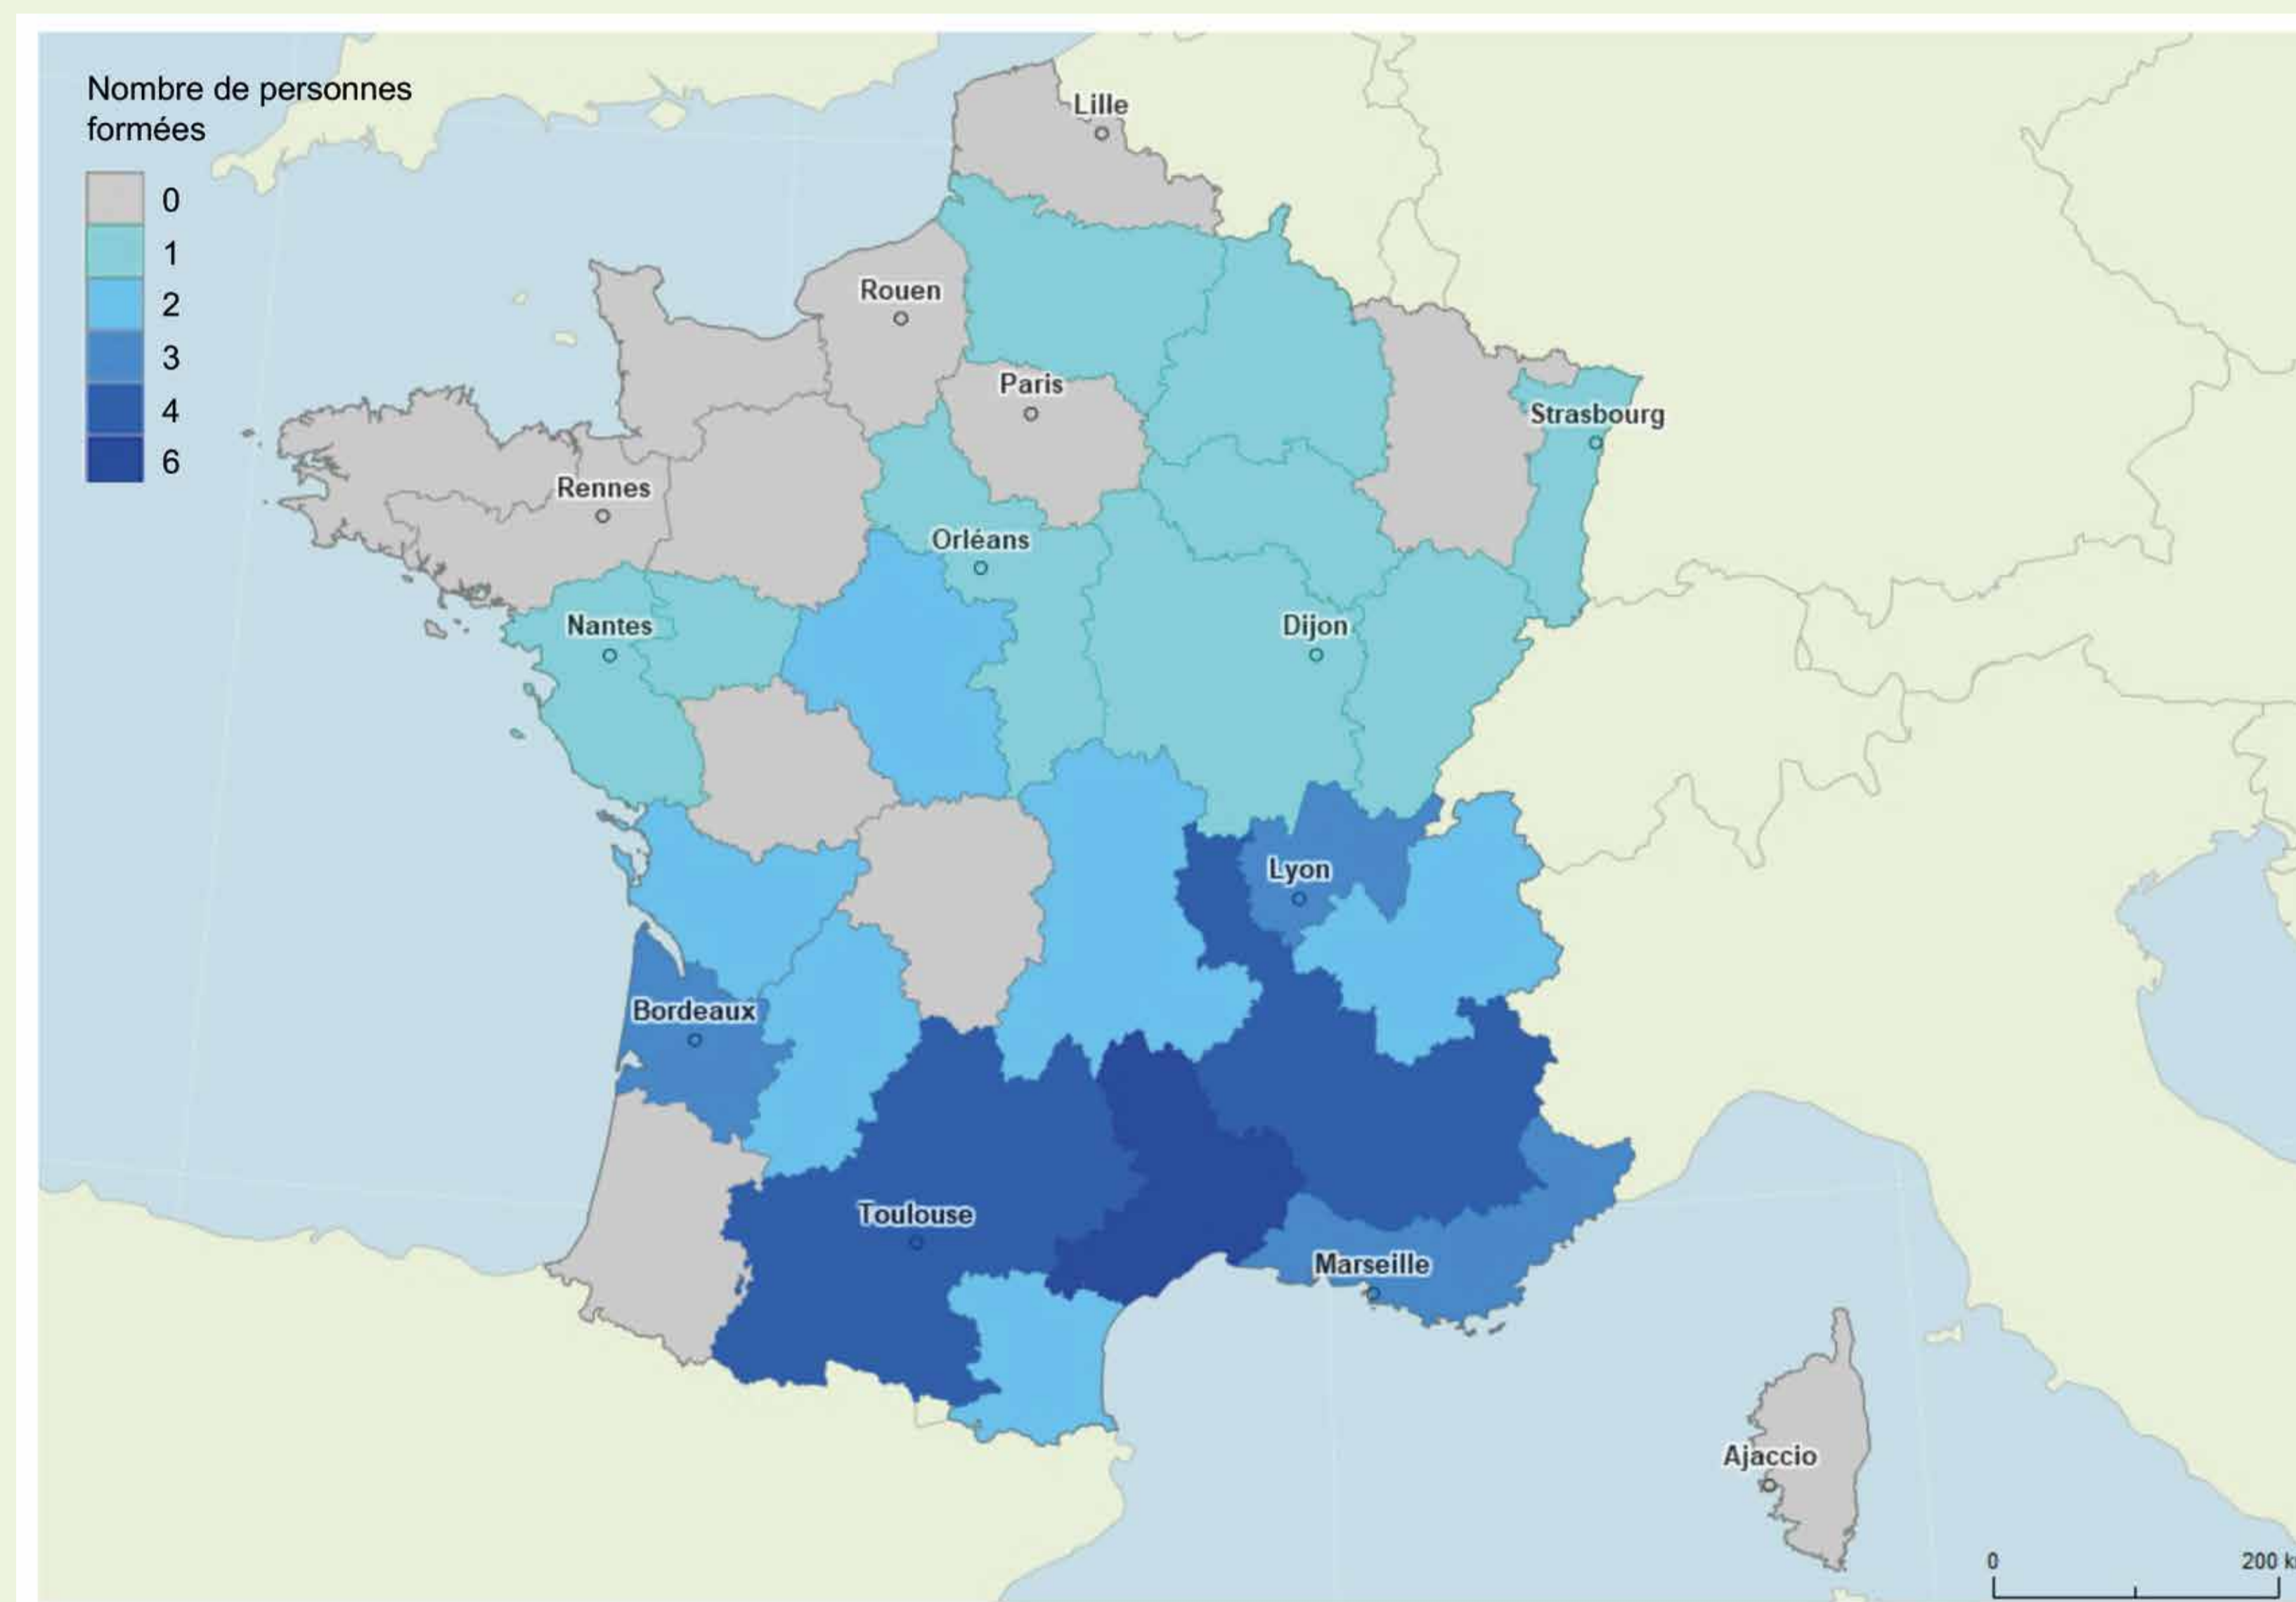 Nombre de personnes
formées
0
1
2
3
4
6
Lille
Rouen
Paris
Strasbourg
Rennes
Orléans
Nantes
Dijon
Lyon
Bordeaux
Toulouse
Marseille
Ajaccio
0 200 k